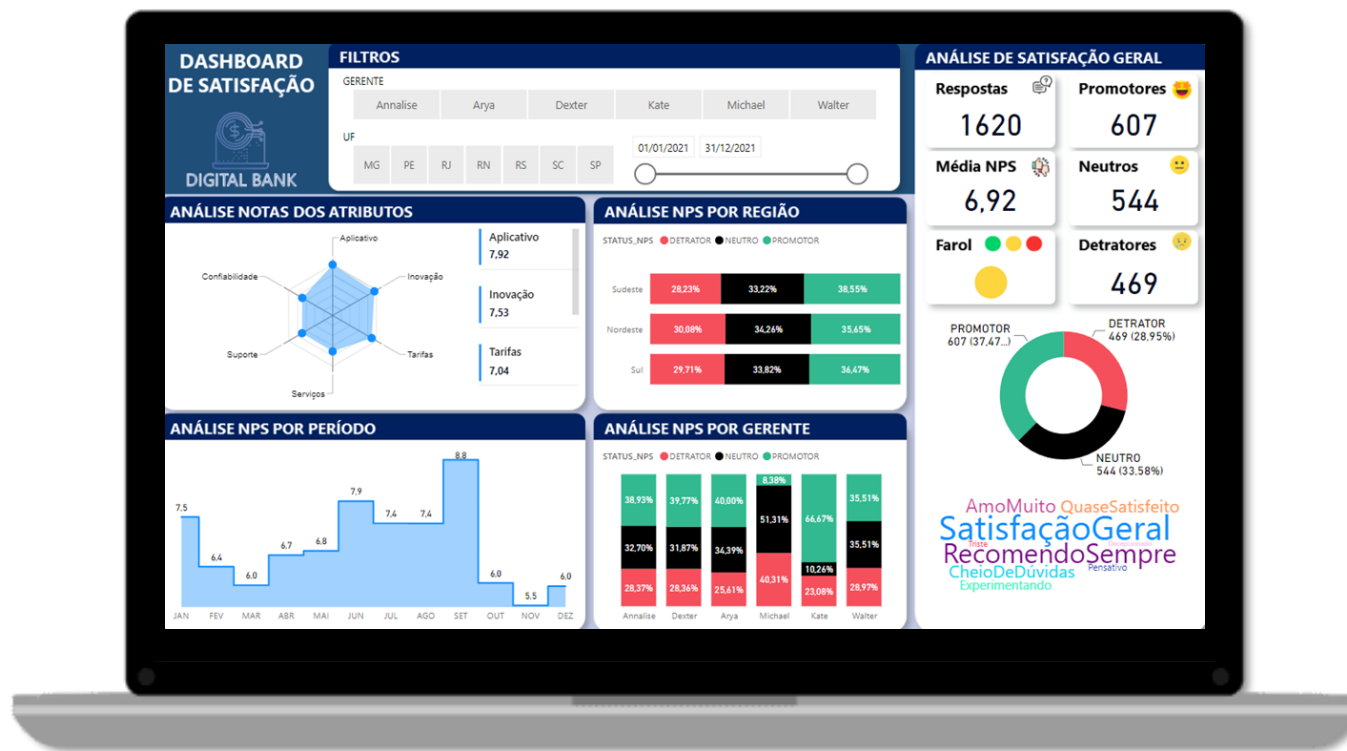 DASHBOARD
DE SATISFAÇÃO
DIGITAL BANK
FILTROS
GERENTE
Annalise Arya Dexter Kate Michael Walter
UF
MG PE RJ RN RS SC SP
01/01/2021 31/12/2021
ANÁLISE NOTAS DOS ATRIBUTOS
Aplicativo
Inovação
Tarifas
Serviços
Suporte
Confiabilidade
Aplicativo
7,92
Inovação
7,53
Tarifas
7,04
ANÁLISE NPS POR REGIÃO
STATUS_NPS DETRATOR NEUTRO PROMOTOR
Sudeste 28,23% 33,22% 38,55%
Nordeste 30,08% 34,26% 35,65%
Sul 29,71% 33,82% 36,47%
ANÁLISE NPS POR PERÍODO
7,5 6,4 6,0 6,7 6,8 7,9 7,4 7,4 8,8 6,0 5,5 6,0
JAN FEV MAR ABR MAI JUN JUL AGO SET OUT NOV DEZ
ANÁLISE NPS POR GERENTE
STATUS_NPS DETRATOR NEUTRO PROMOTOR
38,93% 39,77% 40,00% 8,38% 66,67% 35,51%
32,70% 31,87% 34,39% 51,31% 10,26% 35,51%
28,37% 28,36% 25,61% 40,31% 23,08% 28,97%
Annalise Dexter Arya Michael Kate Walter
ANÁLISE DE SATISFAÇÃO GERAL
Respostas
1620
Promotores
607
Média NPS
6,92
Neutros
544
Farol
Detratores
469
PROMOTOR
607 (37,47...)
DETRATOR
469 (28,95%)
NEUTRO
544 (33,58%)
AmoMuito QuaseSatisfeito
SatisfaçãoGeral
Triste
RecomendoSempre
CheioDeDúvidas Pensativo
Experimentando